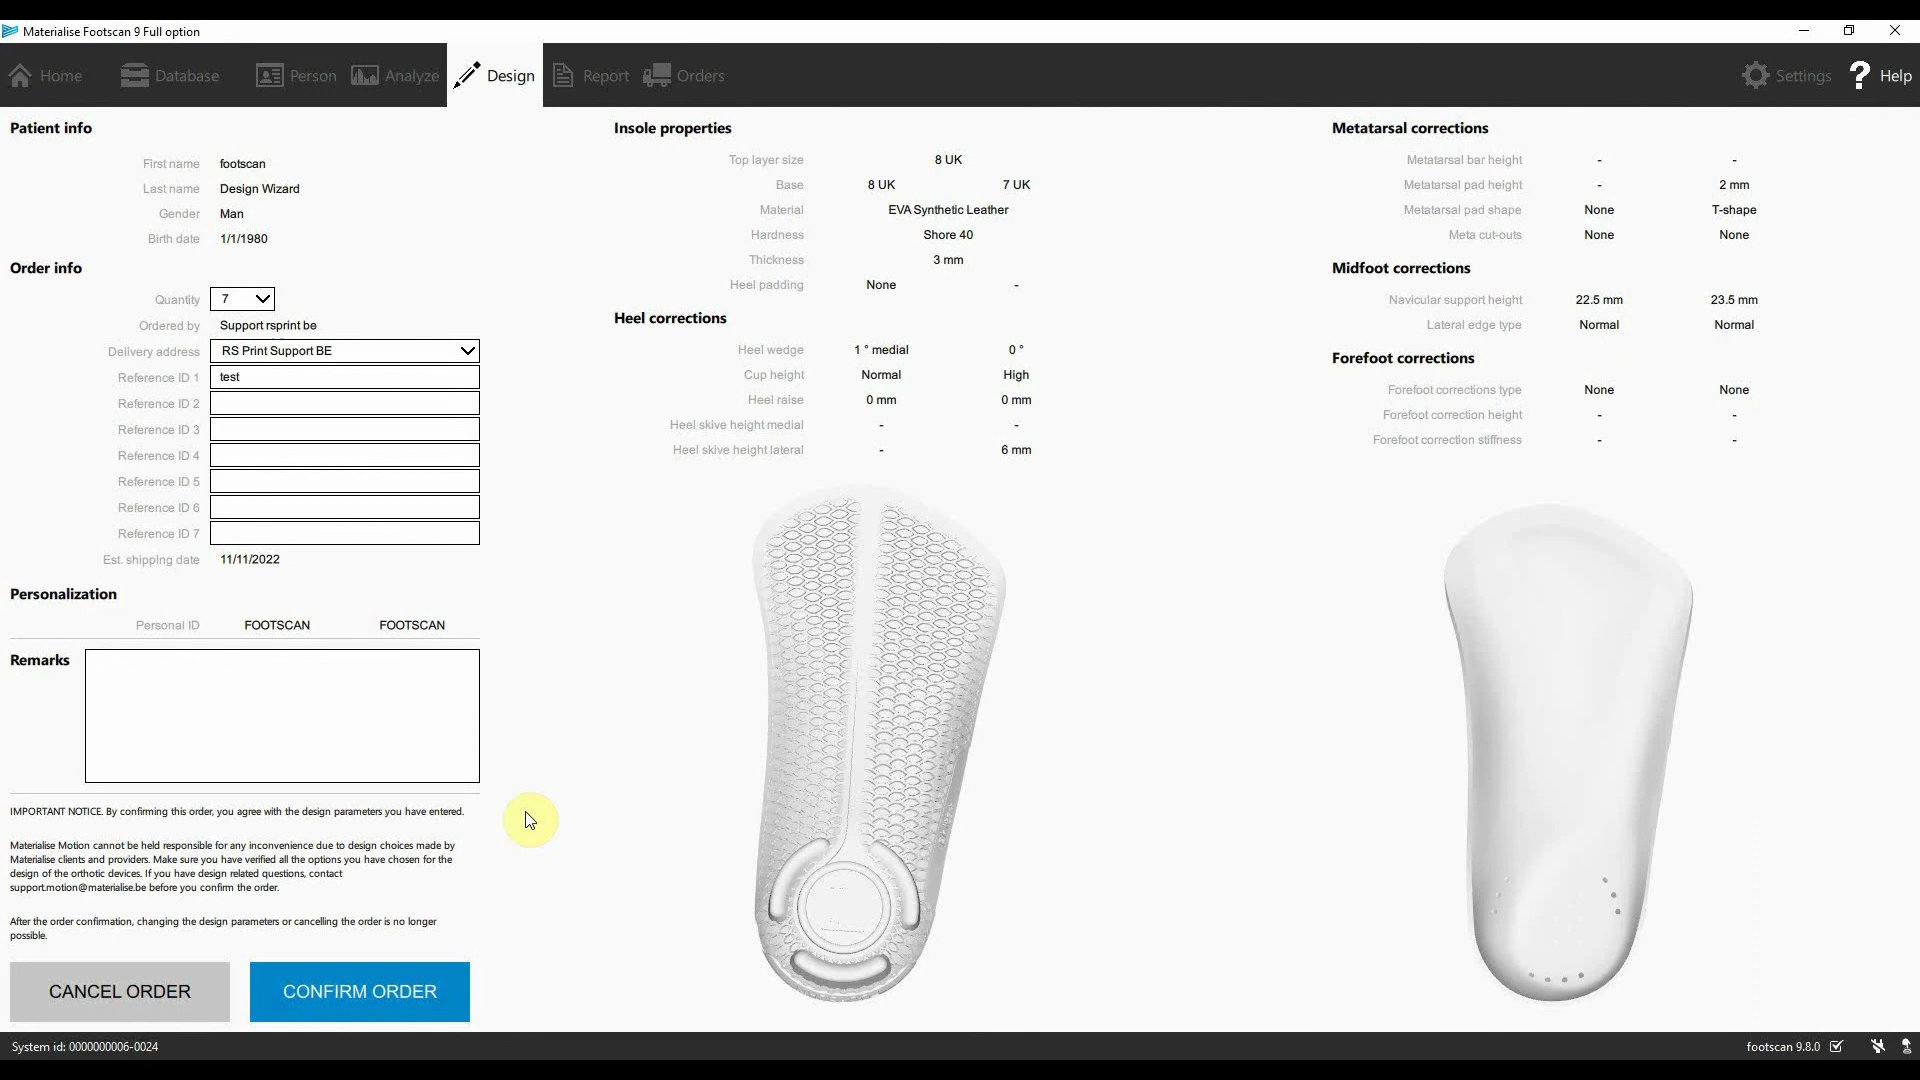 Materialise Footscan 9 Full option
Home
Database
Person
Analyze
Design
Report
Orders
Settings
Help
Patient info
First name footscan
Last name Design Wizard
Gender Man
Birth date 1/1/1980
Order info
Quantity 7
Ordered by Support rsprint be
Delivery address RS Print Support BE
Reference ID 1 test
Reference ID 2
Reference ID 3
Reference ID 4
Reference ID 5
Reference ID 6
Reference ID 7
Est. shipping date 11/11/2022
Personalization
Personal ID FOOTSCAN FOOTSCAN
Remarks
IMPORTANT NOTICE. By confirming this order, you agree with the design parameters you have entered.
Materialise Motion cannot be held responsible for any inconvenience due to design choices made by
Materialise clients and providers. Make sure you have verified all the options you have chosen for the
design of the orthotic devices. If you have design related questions, contact
support.motion@materialise.be before you confirm the order.
After the order confirmation, changing the design parameters or cancelling the order is no longer
possible.
CANCEL ORDER
CONFIRM ORDER
Insole properties
Top layer size 8 UK
Base 8 UK 7 UK
Material EVA Synthetic Leather
Hardness Shore 40
Thickness 3 mm
Heel padding None -
Heel corrections
Heel wedge 1 ° medial 0 °
Cup height Normal High
Heel raise 0 mm 0 mm
Heel skive height medial - -
Heel skive height lateral - 6 mm
Metatarsal corrections
Metatarsal bar height - -
Metatarsal pad height - 2 mm
Metatarsal pad shape None T-shape
Meta cut-outs None None
Midfoot corrections
Navicular support height 22.5 mm 23.5 mm
Lateral edge type Normal Normal
Forefoot corrections
Forefoot corrections type None None
Forefoot correction height - -
Forefoot correction stiffness - -
System id: 0000000006-0024
footscan 9.8.0